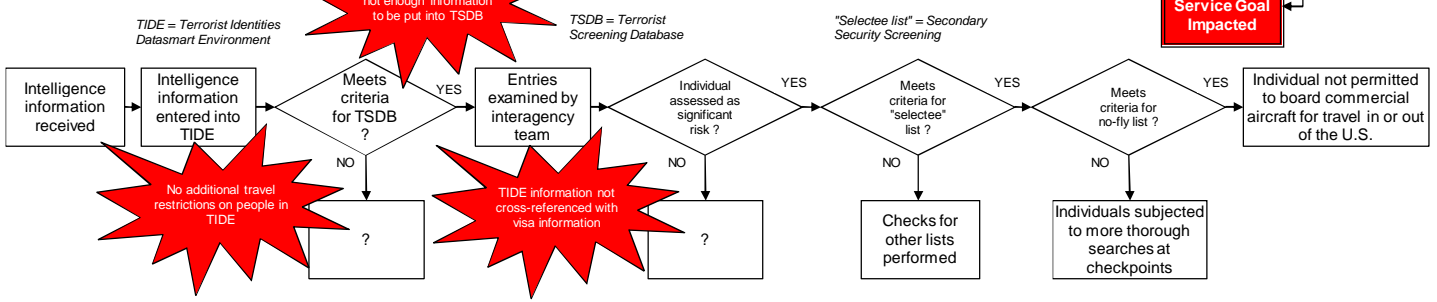 not enough information
to be put into TSDB
TIDE = Terrorist Identities
Datasmart Environment
TSDB = Terrorist
Screening Database
"Selectee list" = Secondary
Security Screening
Service Goal
Impacted
Intelligence
information
received
Intelligence
information
entered into
TIDE
Meets
criteria
for TSDB
?
YES
NO
Entries
examined by
interagency
team
Individual
assessed as
significant
risk ?
YES
NO
Meets
criteria for
"selectee"
list ?
YES
NO
Meets
criteria for
no-fly list ?
YES
NO
Individual not permitted
to board commercial
aircraft for travel in or out
of the U.S.
No additional travel
restrictions on people in
TIDE
?
TIDE information not
cross-referenced with
visa information
?
Checks for
other lists
performed
Individuals subjected
to more thorough
searches at
checkpoints